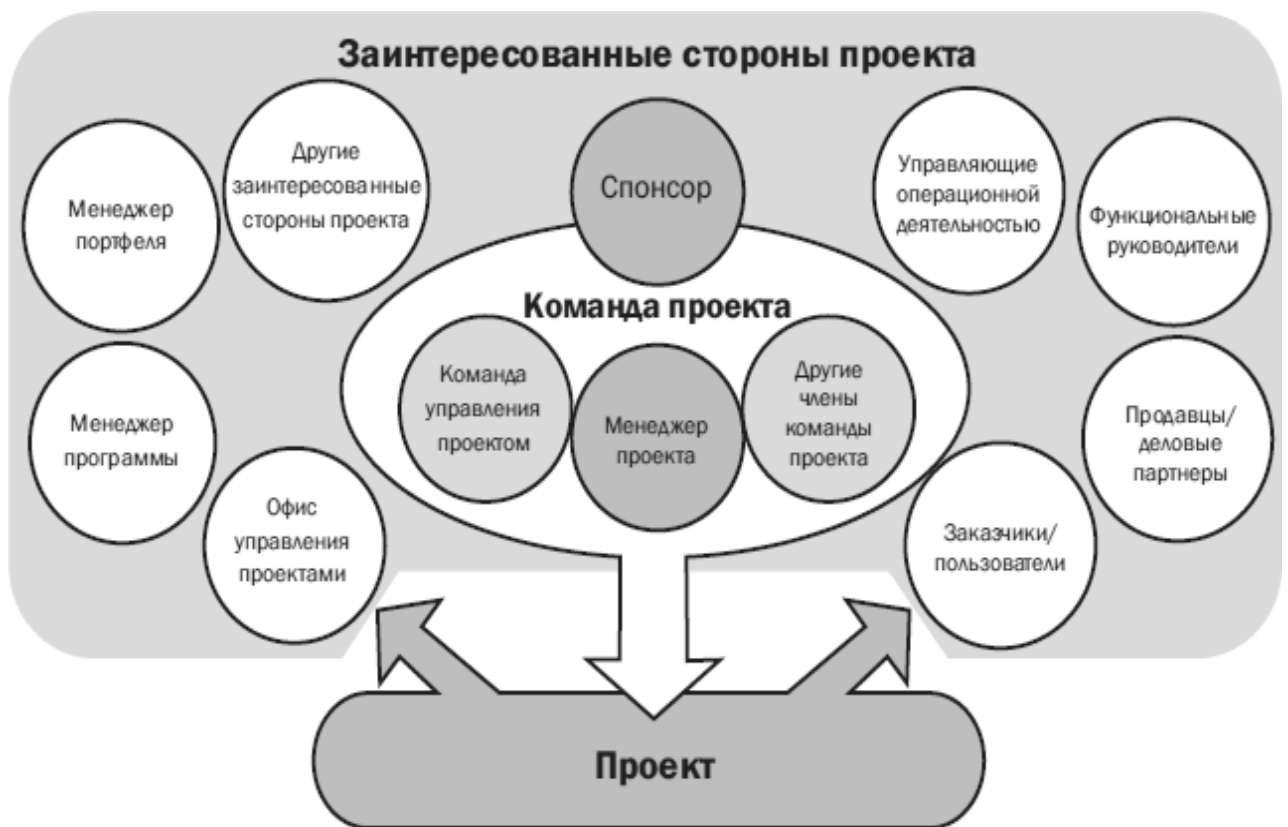 Заинтересованные стороны проекта
Менеджер
портфеля
Другие
заинтересованные
стороны проекта
Спонсор
Управляющие
операционной
деятельностью
Функциональные
руководители
Команда проекта
Менеджер
программы
Офис
управления
проектами
Команда
управления
проектом
Менеджер
проекта
Другие
члены
команды
проекта
Заказчики/
пользователи
Продавцы/
деловые
партнеры
Проект